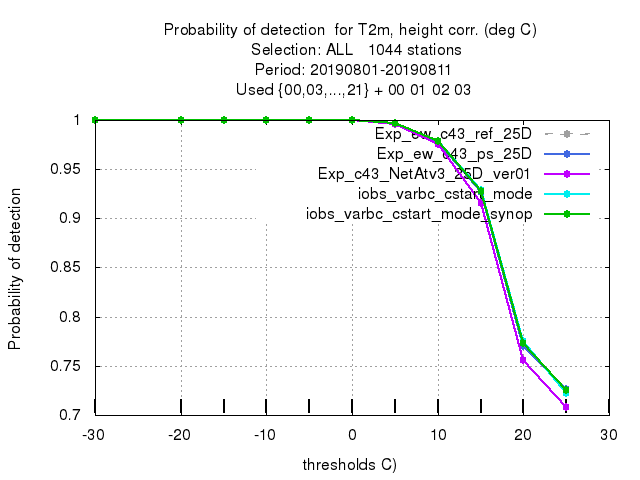 Probability of detection for T2m, height corr. (deg C)
Selection: ALL 1044 stations
Period: 20190801-20190811
Used {00,03,...,21} + 00 01 02 03
Probability of detection
1
0.95
0.9
0.85
0.8
0.75
0.7
Exp_ew_c43_ref_25D
Exp_ew_c43_ps_25D
Exp_c43_NetAtv3_25D_ver01
iobs_varbc_cstart_mode
iobs_varbc_cstart_mode_synop
-30 -20 -10 0 10 20 30
thresholds C)